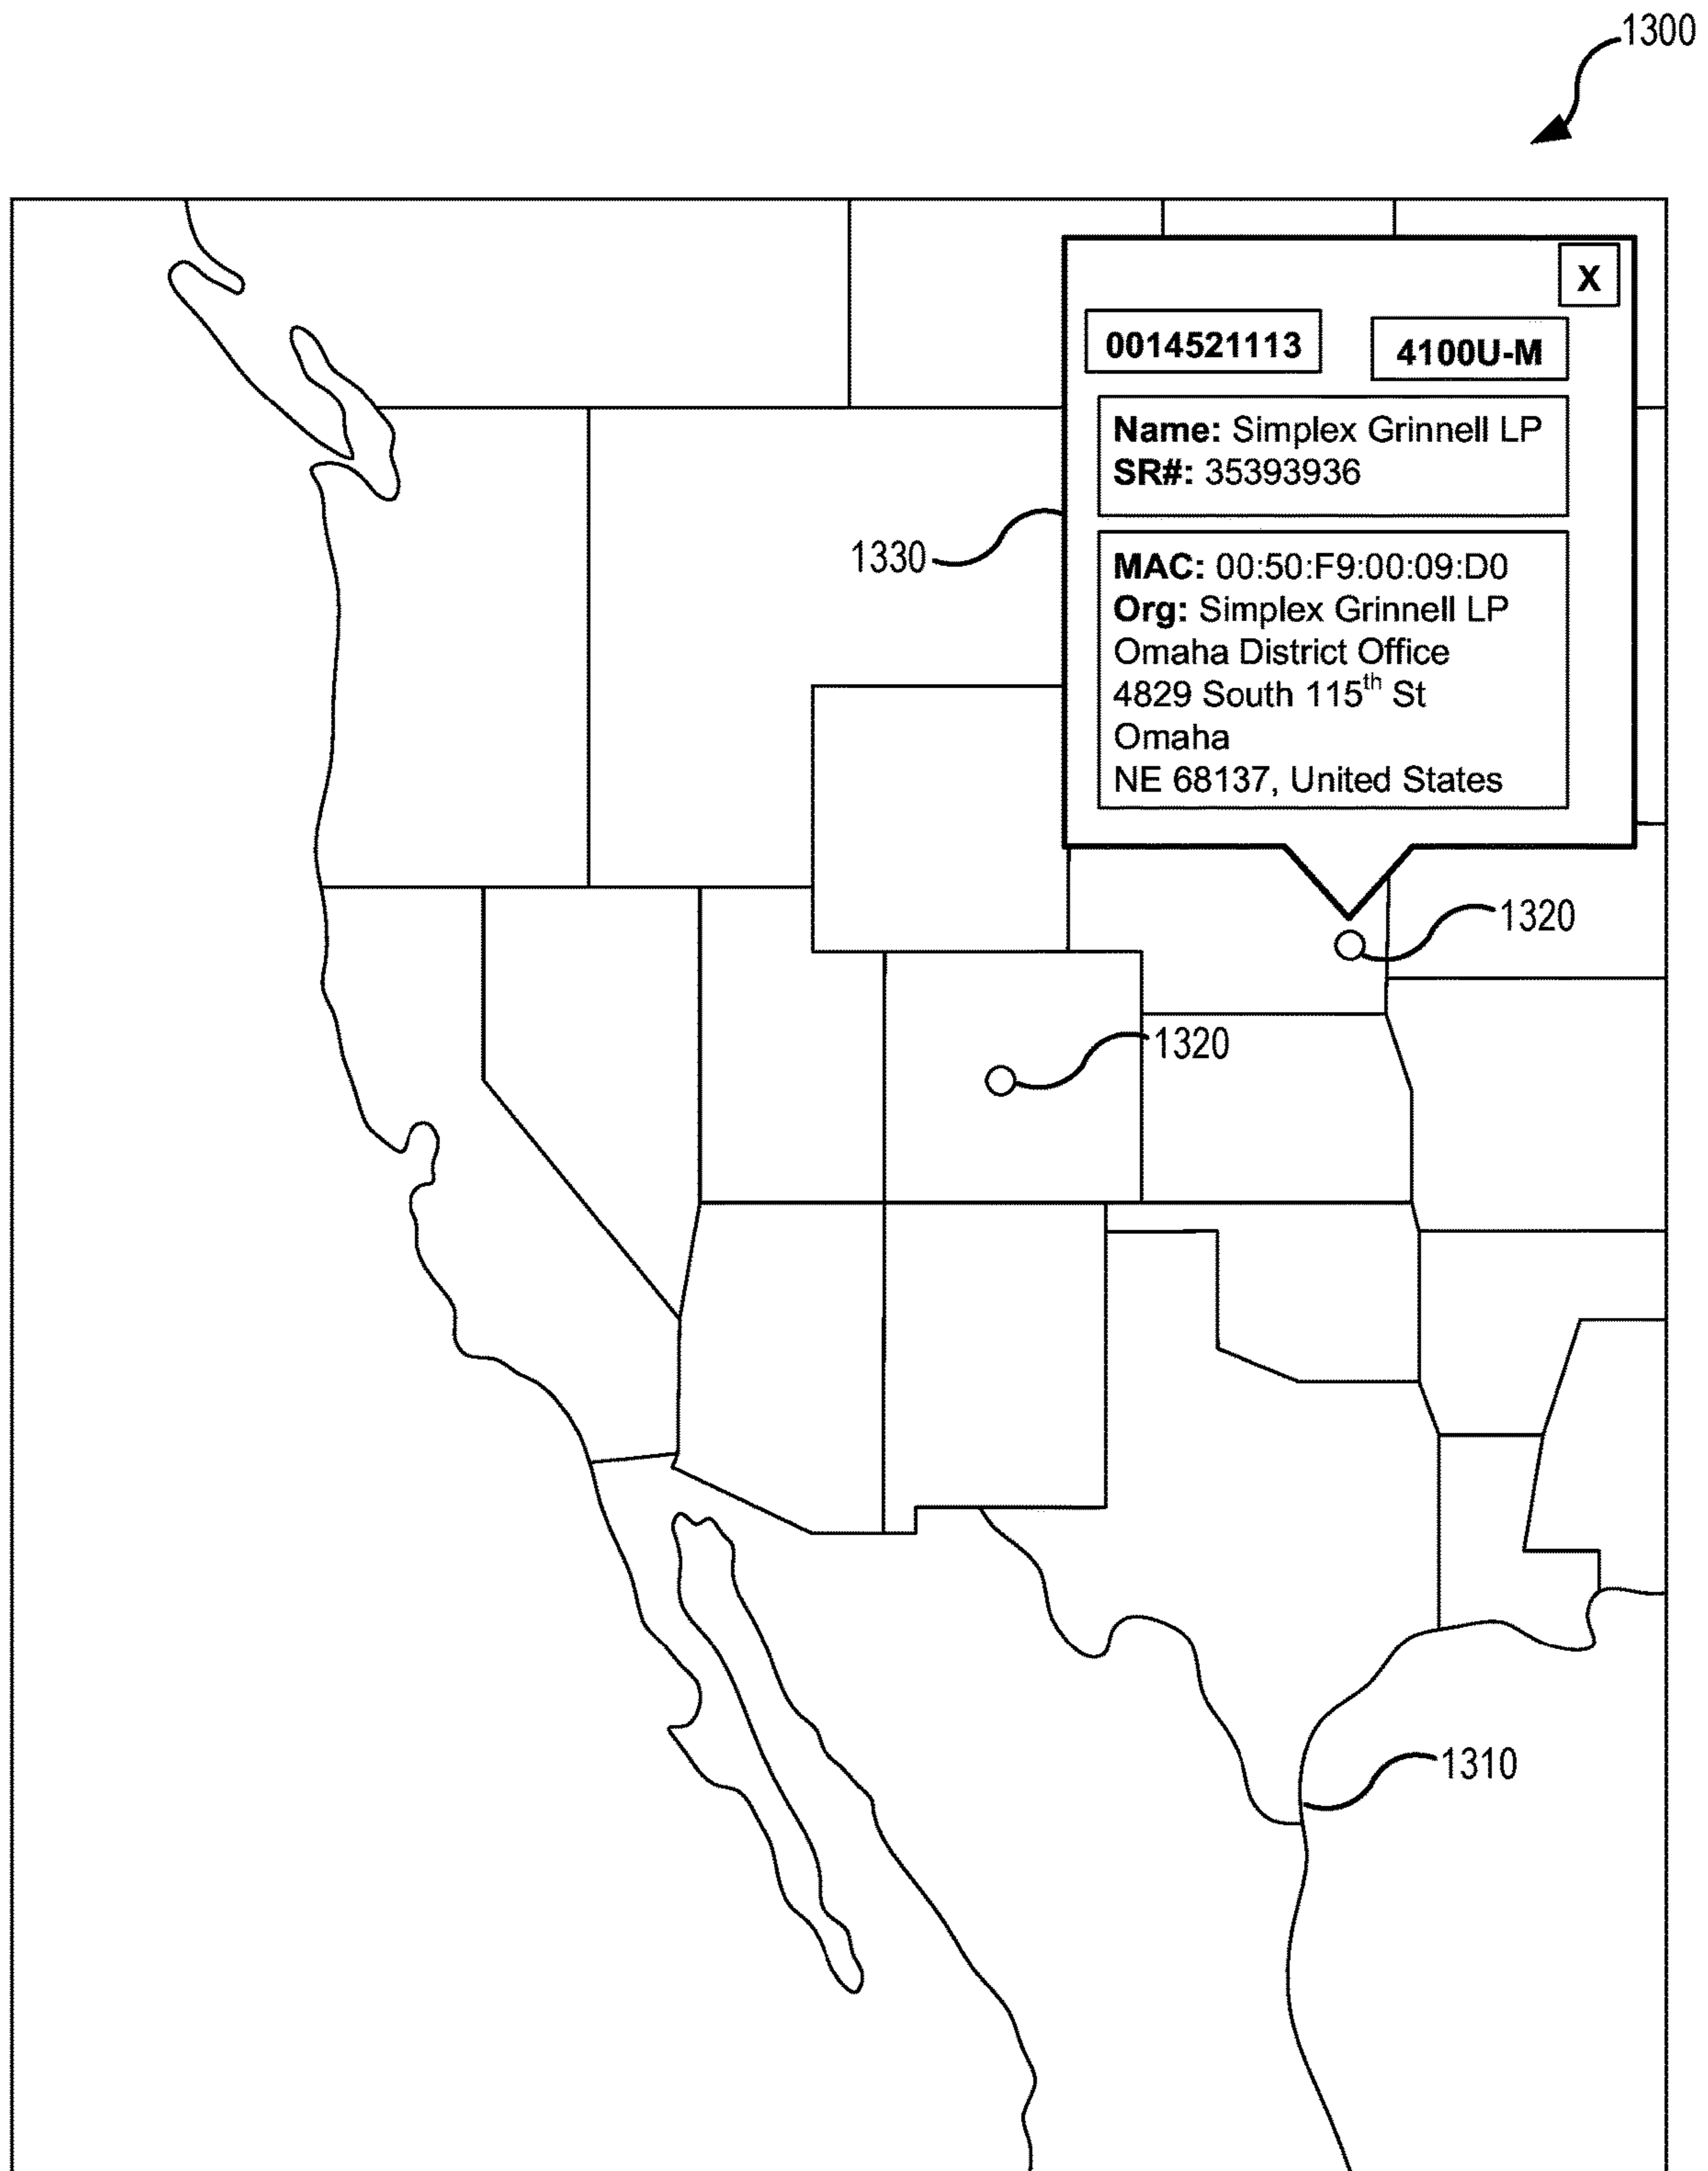 1300
X
0014521113
4100U-M
Name: Simplex Grinnell LP
SR#: 35393936
1330
MAC: 00:50:F9:00:09:D0
Org: Simplex Grinnell LP
Omaha District Office
4829 South 115th St
Omaha
NE 68137, United States
1320
1320
1310